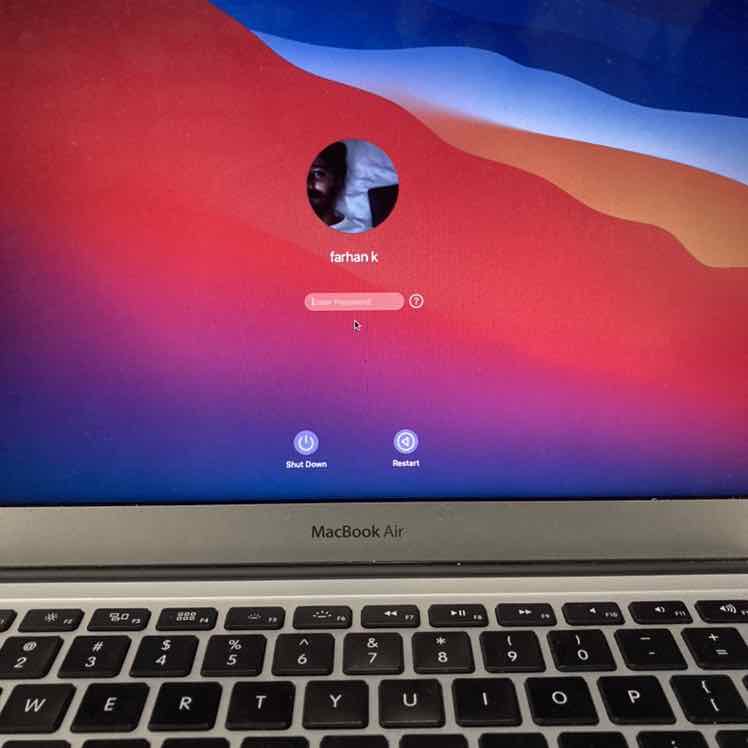 farhan k
Enter Password
?
Shut Down
Restart
MacBook Air
F2 F3 F4 F5 F6 F7 F8 F9 F10 F11
@ # $ % ^ & * ( ) - +
2 3 4 5 6 7 8 9 0 - =
W E R T Y U I O P {
[